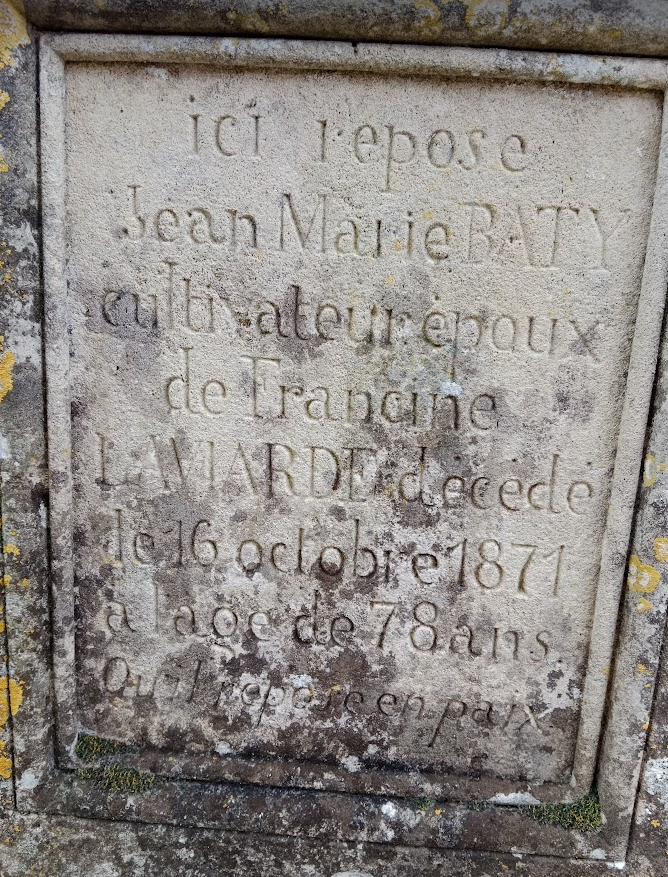 ici repose
Jean Marie BATY
cultivateur époux
de Francine
LAVIARDE décédé
le 16 octobre 1871
a lage de 78 ans
Qu'il repose en paix